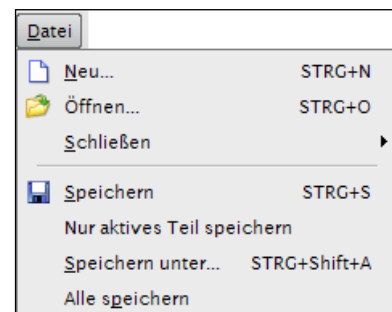 Datei
Neu... STRG+N
Öffnen... STRG+O
Schließen
Speichern STRG+S
Nur aktives Teil speichern
Speichern unter... STRG+Shift+A
Alle speichern